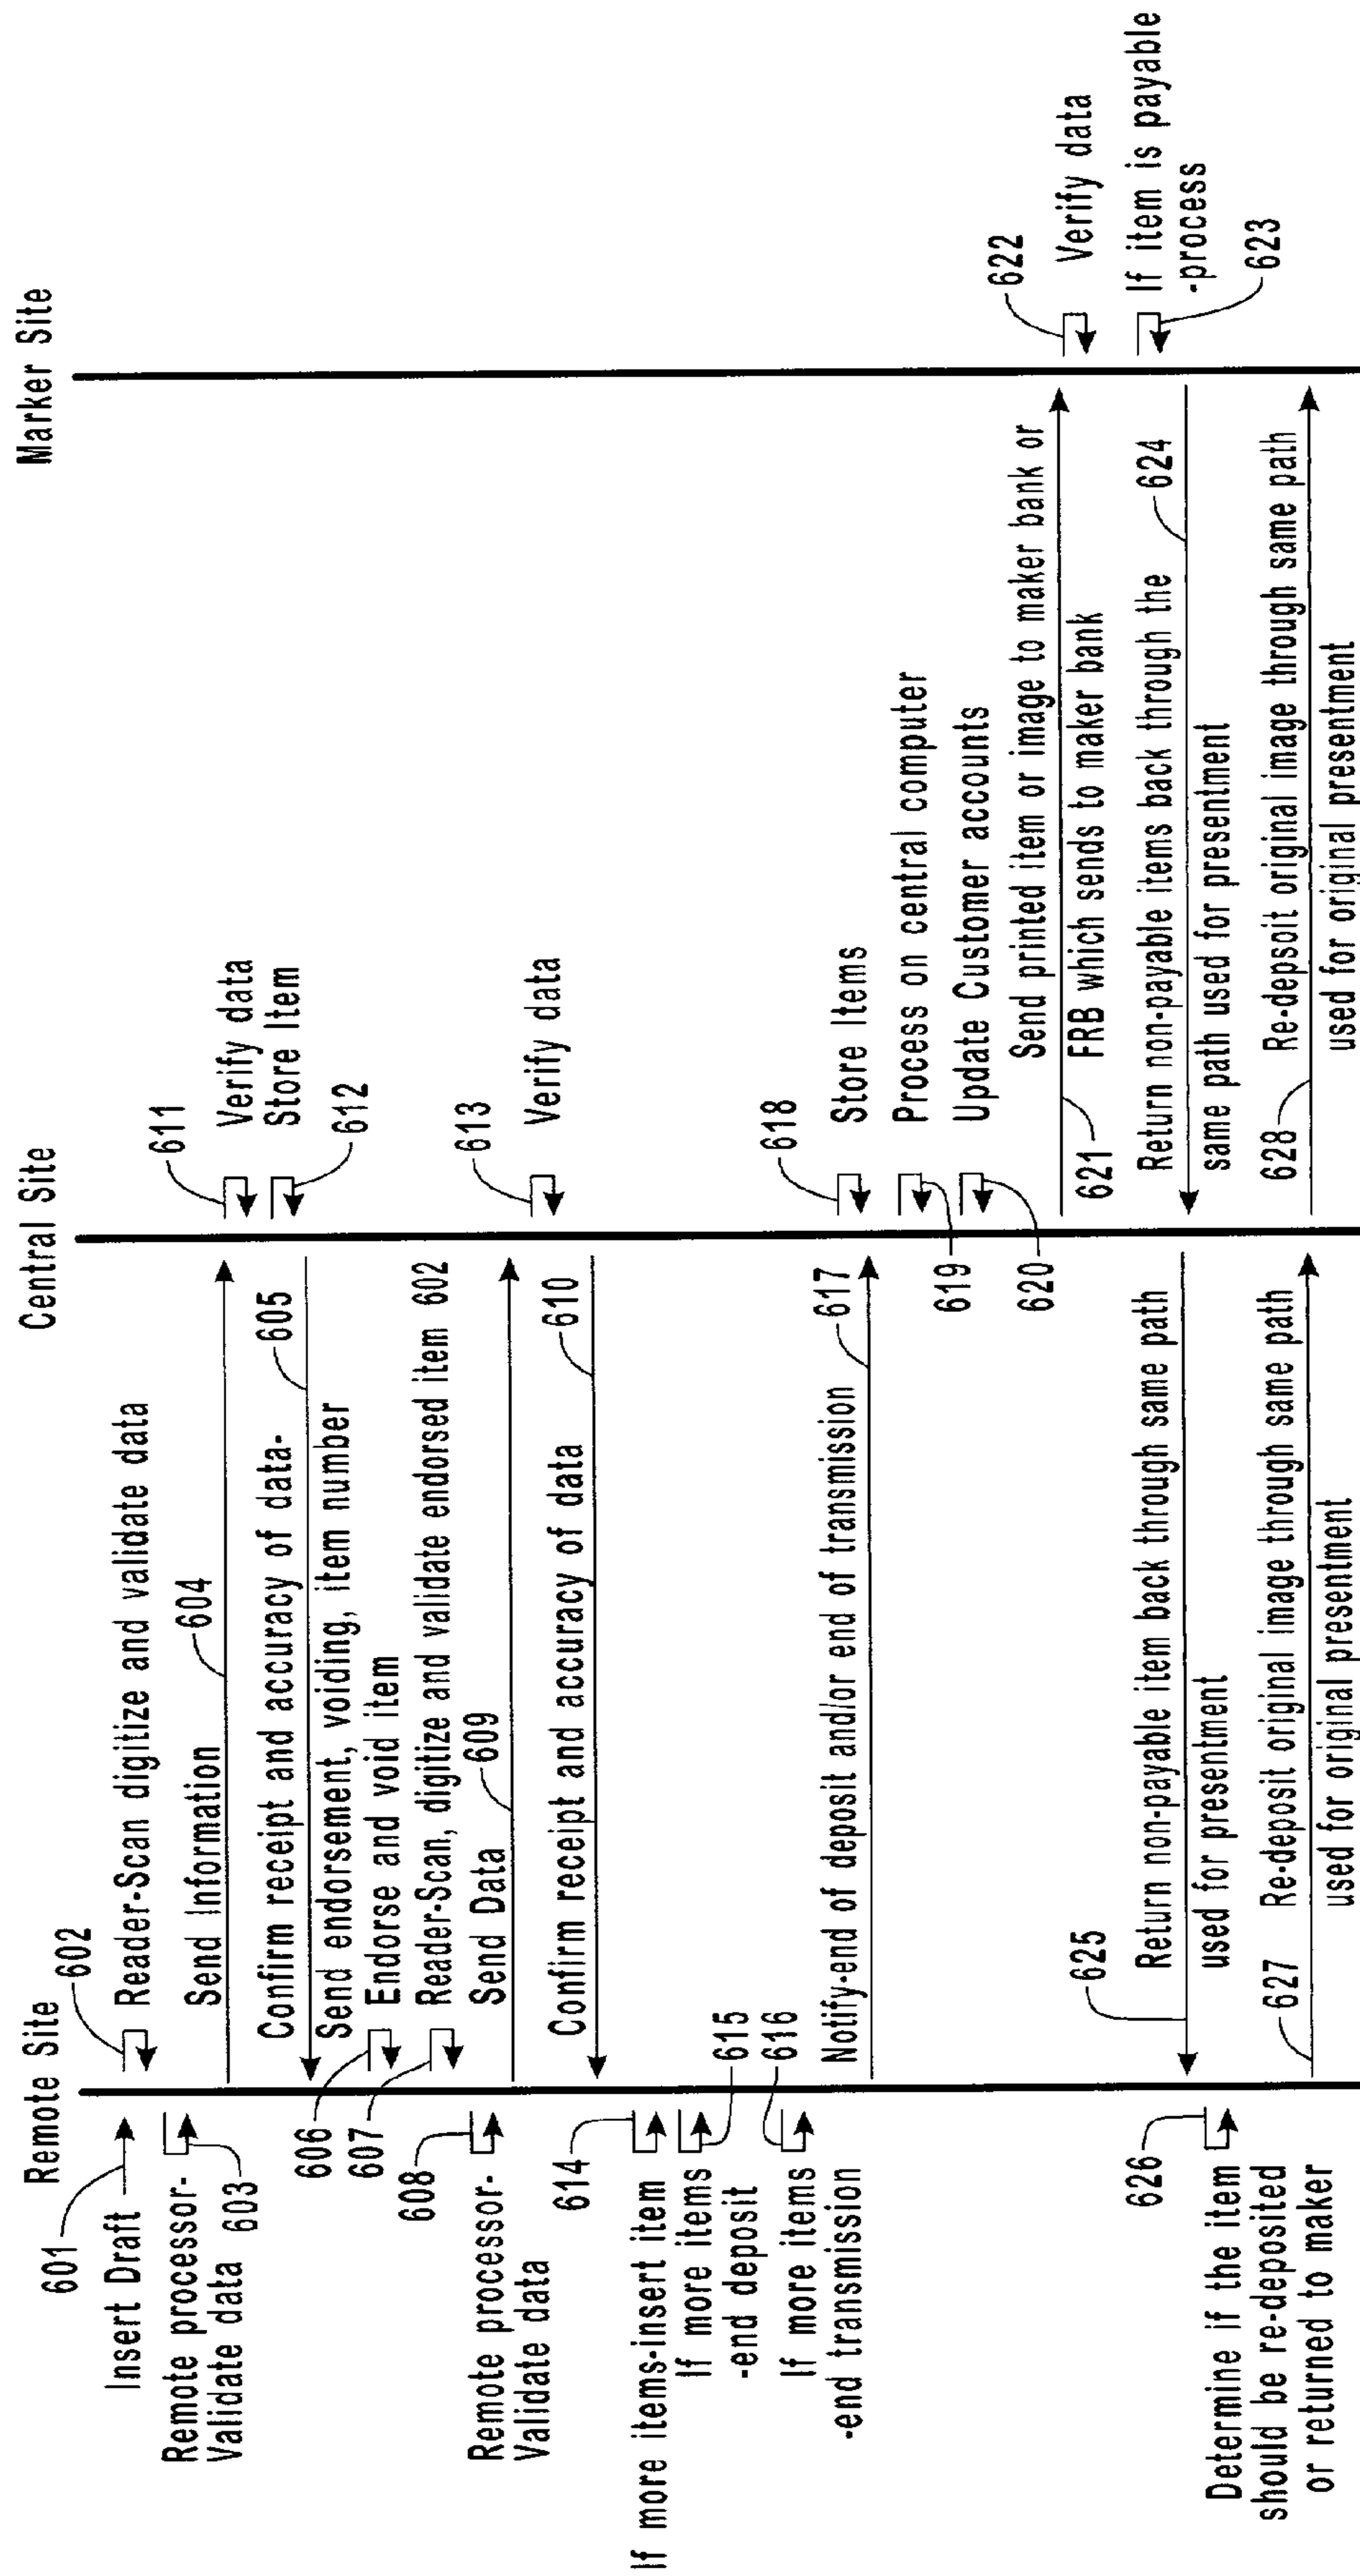 Remote Site
Central Site
Marker Site
601
Insert Draft
602
Reader-Scan digitize and validate data
Remote processor-
Validate data
603
Send Information
604
611
Verify data
Store Item
612
Confirm receipt and accuracy of data-
605
Send endorsement, voiding, item number
606
Endorse and void item
607
Reader-Scan, digitize and validate endorsed item 602
608
Remote processor-
Validate data
Send Data
609
613
Verify data
Confirm receipt and accuracy of data
610
614
If more items-insert item
If more items
-end deposit
615
If more items
-end transmission
616
Notify-end of deposit and/or end of transmission
617
618
Store Items
Process on central computer
619
Update Customer accounts
620
Send printed item or image to maker bank or
621
FRB which sends to maker bank
622
Verify data
If item is payable
-process
623
Return non-payable items back through the
624
same path used for presentment
625
Return non-payable item back through same path
used for presentment
626
Determine if the item
should be re-deposited
or returned to maker
627
Re-deposit original image through same path
used for original presentment
628
Re-depsoit original image through same path
used for original presentment